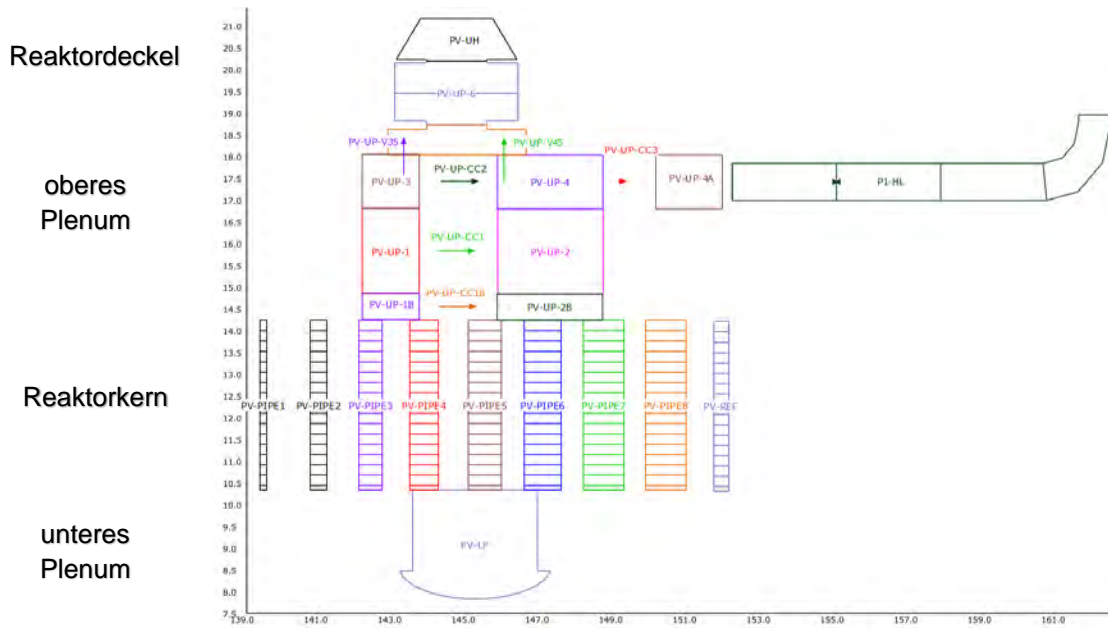 21.0
20.5
20.0
19.5
19.0
18.5
18.0
17.5
17.0
16.5
16.0
15.5
15.0
14.5
14.0
13.5
13.0
12.5
12.0
11.5
11.0
10.5
10.0
9.5
9.0
8.5
8.0
7.5
139.0 141.0 143.0 145.0 147.0 149.0 151.0 153.0 155.0 157.0 159.0 161.0
Reaktordeckel
PV-UH
PV-UP-6
oberes
Plenum
PV-UP-V35 PV-UP-V45
PV-UP-CC2 PV-UP-CC3
PV-UP-3 PV-UP-4 PV-UP-4A P1-HL
PV-UP-CC1
PV-UP-1 PV-UP-2
PV-UP-CC1B
PV-UP-1B PV-UP-2B
Reaktorkern
PV-PIPE1 PV-PIPE2 PV-PIPE3 PV-PIPE4 PV-PIPE5 PV-PIPE6 PV-PIPE7 PV-PIPE8
unteres
Plenum
PV-LP